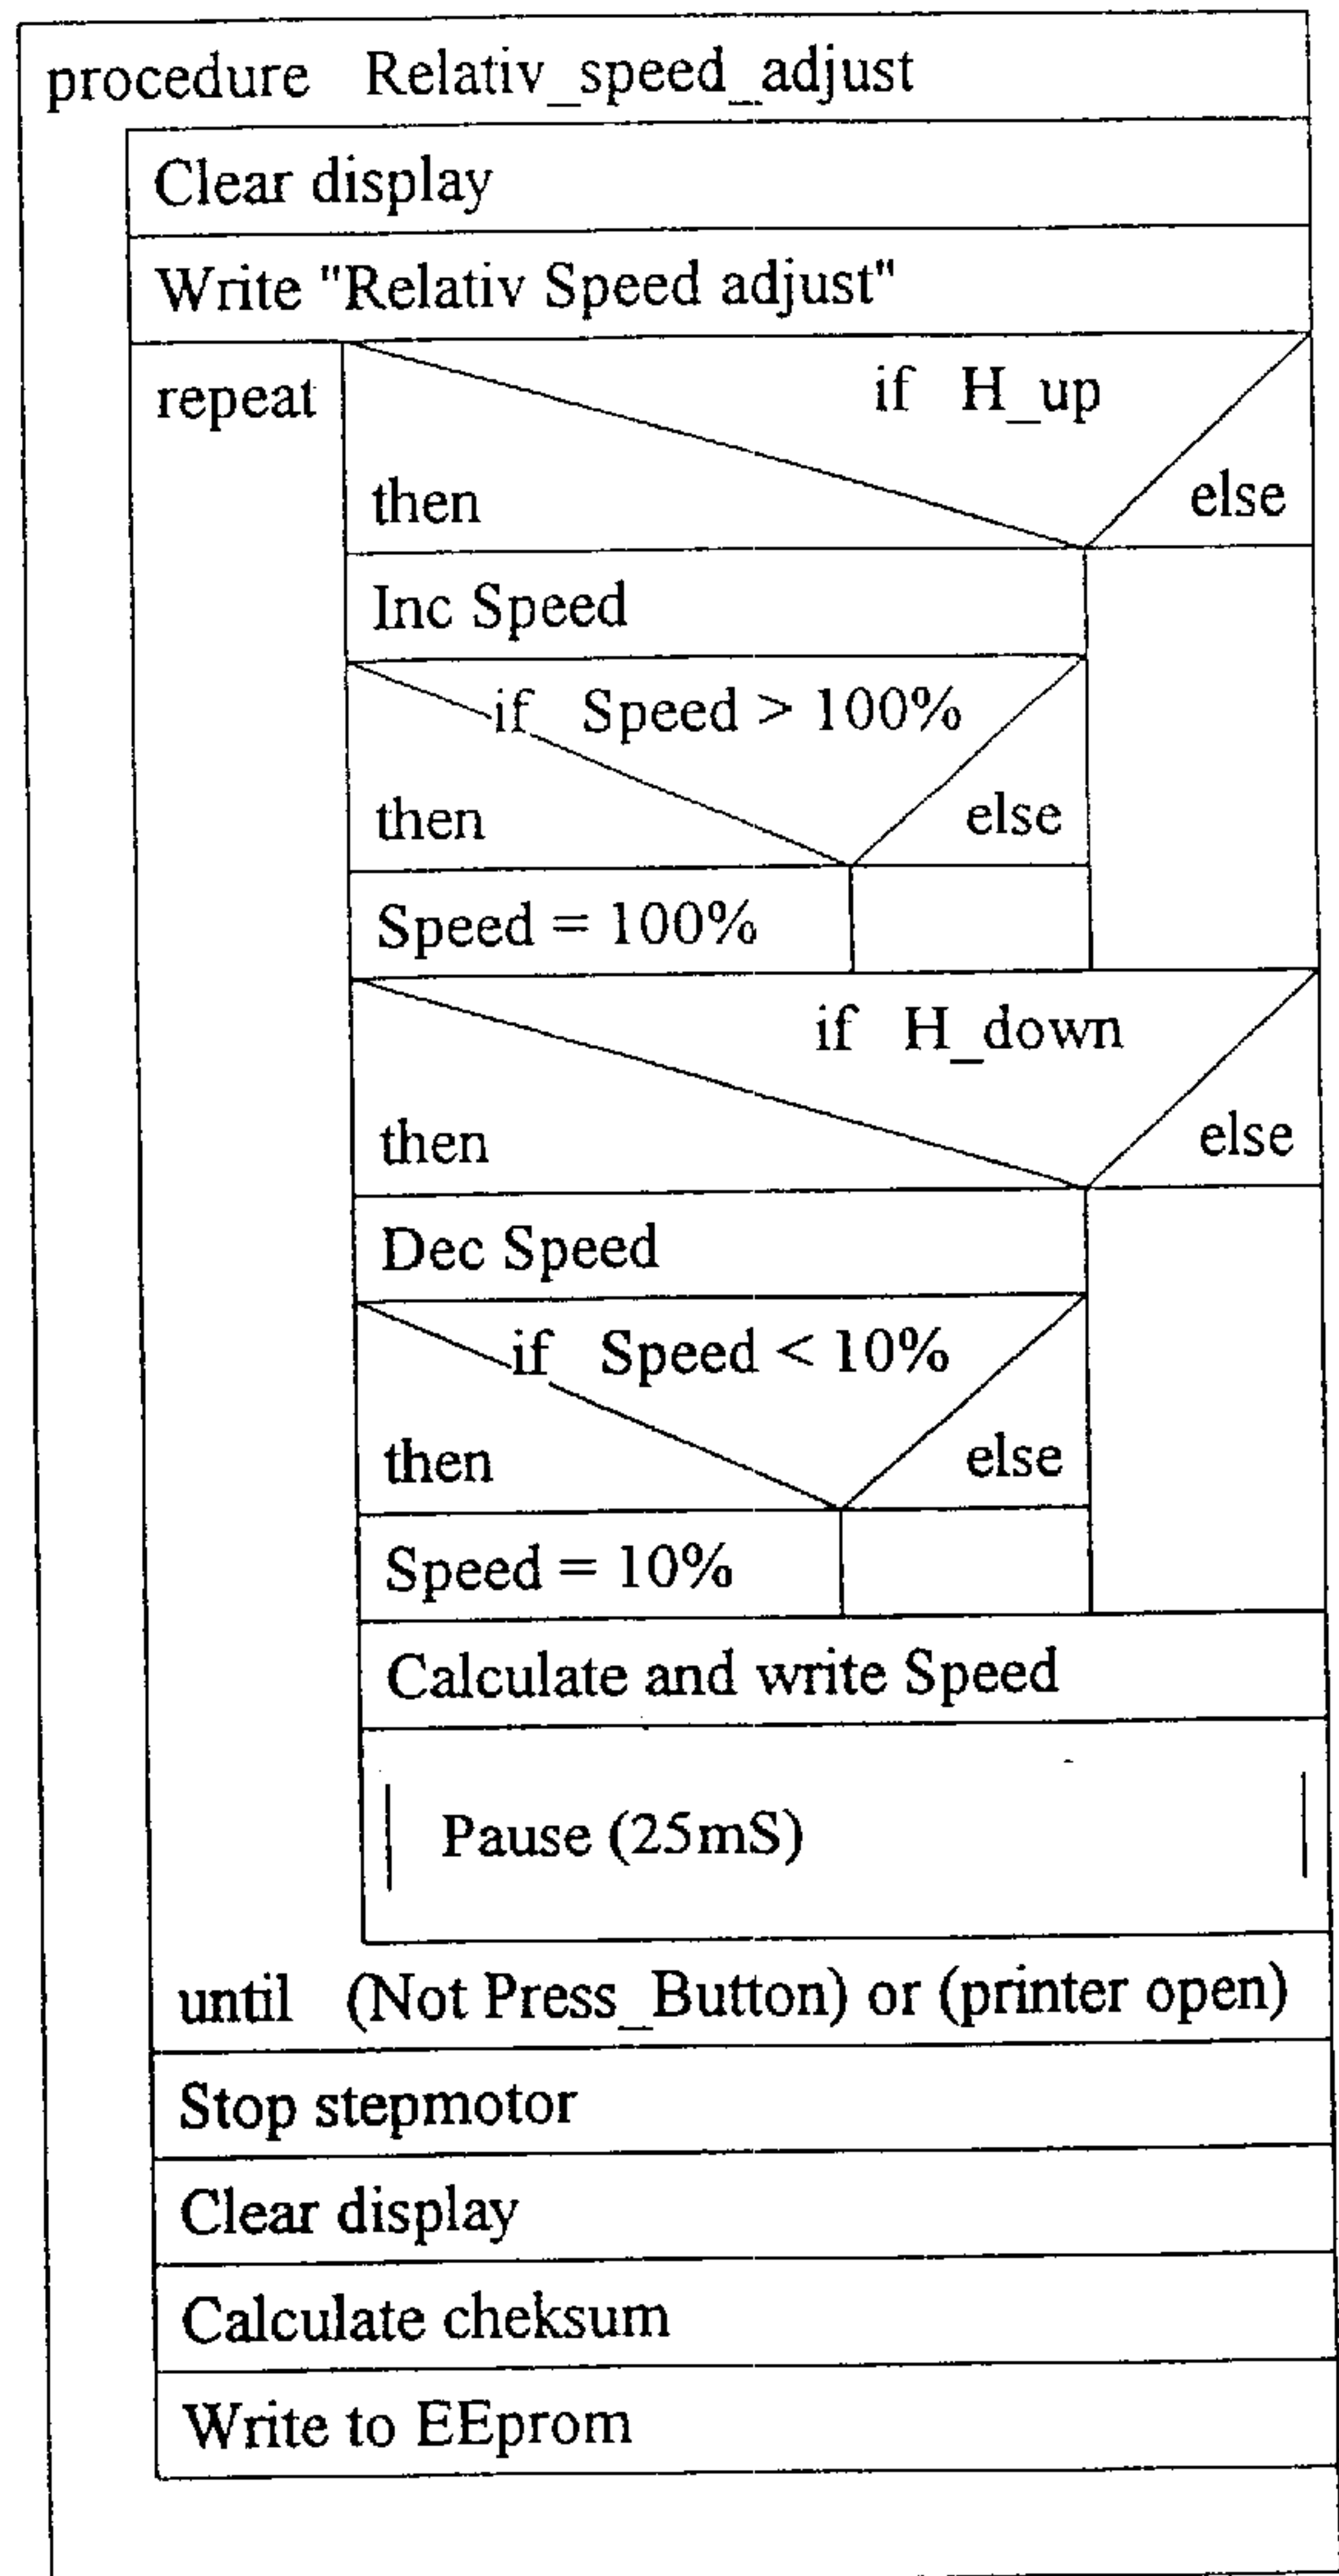 procedure Relativ_speed_adjust
Clear display
Write "Relativ Speed adjust"
repeat
if H_up
then else
Inc Speed
if Speed > 100%
then else
Speed = 100%
if H_down
then else
Dec Speed
if Speed < 10%
then else
Speed = 10%
Calculate and write Speed
Pause (25mS)
until (Not Press_Button) or (printer open)
Stop stepmotor
Clear display
Calculate cheksum
Write to EEprom